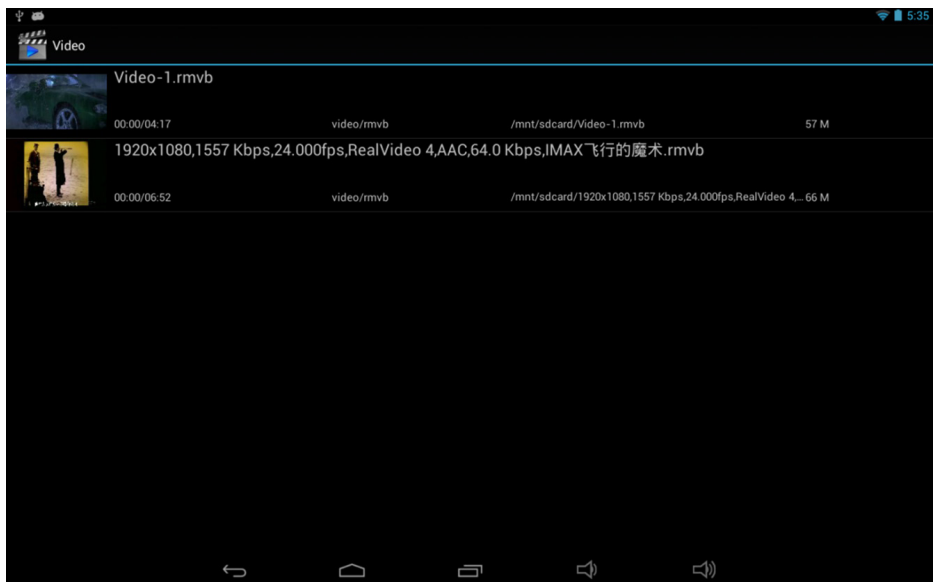 5:35
Video
Video-1.rmvb
00:00/04:17 video/rmvb /mnt/sdcard/Video-1.rmvb 57 M
1920x1080,1557 Kbps,24.000fps,RealVideo 4,AAC,64.0 Kbps,IMAX飞行的魔术.rmvb
00:00/06:52 video/rmvb /mnt/sdcard/1920x1080,1557 Kbps,24.000fps,RealVideo 4,... 66 M